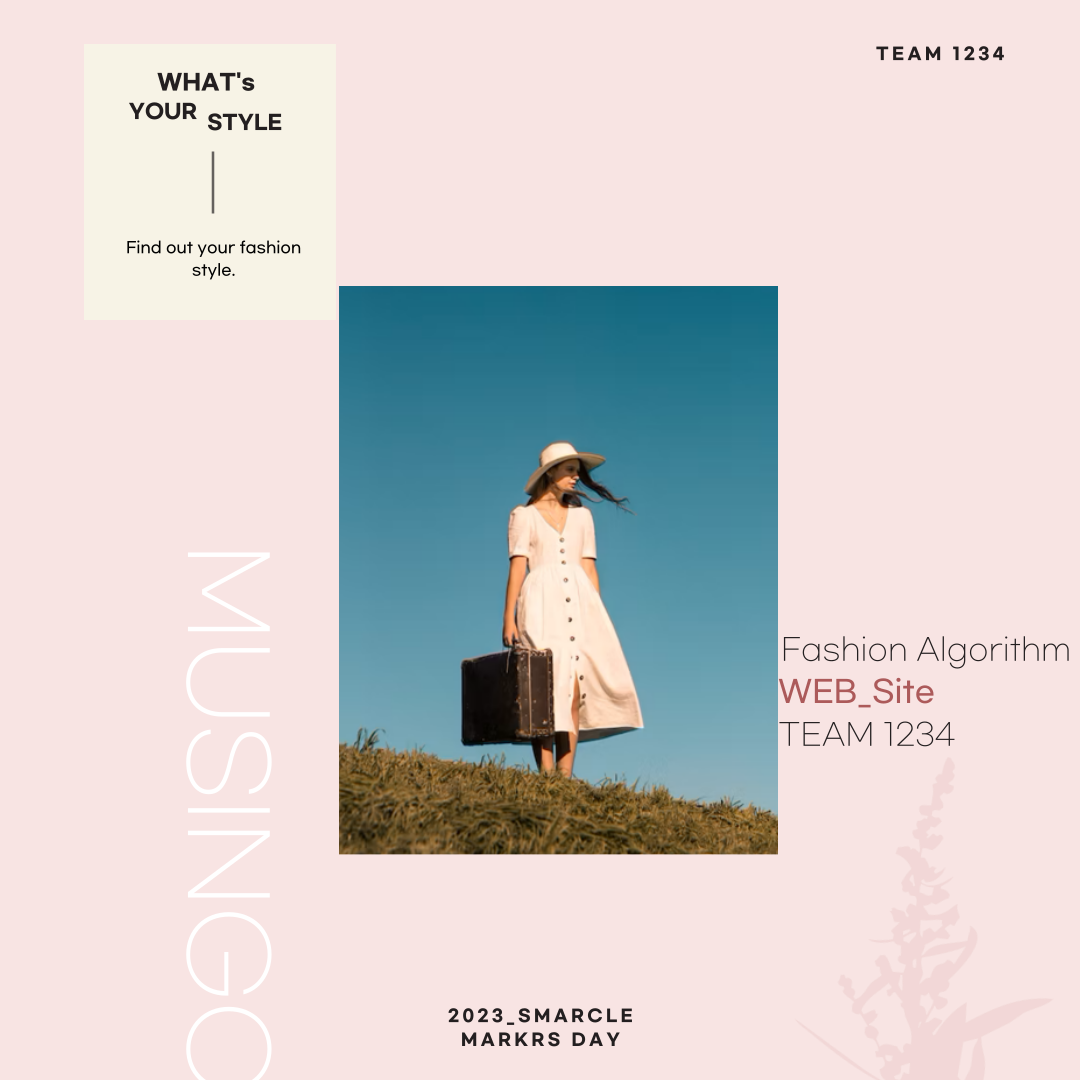 TEAM 1234
WHAT's
YOUR STYLE
Find out your fashion
style.
MUSINGO
Fashion Algorithm
WEB_Site
TEAM 1234
2023_SMARCLE
MARKRS DAY